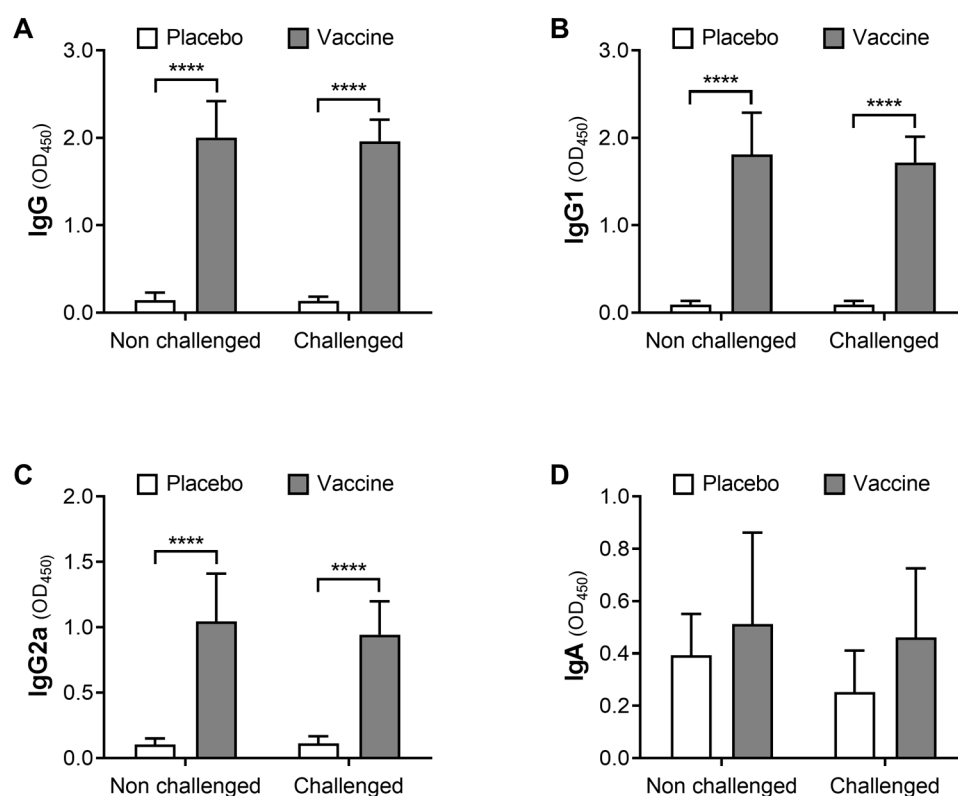 A
Placebo Vaccine
3.0
2.0
1.0
0.0
IgG (OD450)
****
****
Non challenged Challenged
B
Placebo Vaccine
3.0
2.0
1.0
0.0
IgG1 (OD450)
****
****
Non challenged Challenged
C
Placebo Vaccine
2.0
1.5
1.0
0.5
0.0
IgG2a (OD450)
****
****
Non challenged Challenged
D
Placebo Vaccine
1.0
0.8
0.6
0.4
0.2
0.0
IgA (OD450)
Non challenged Challenged